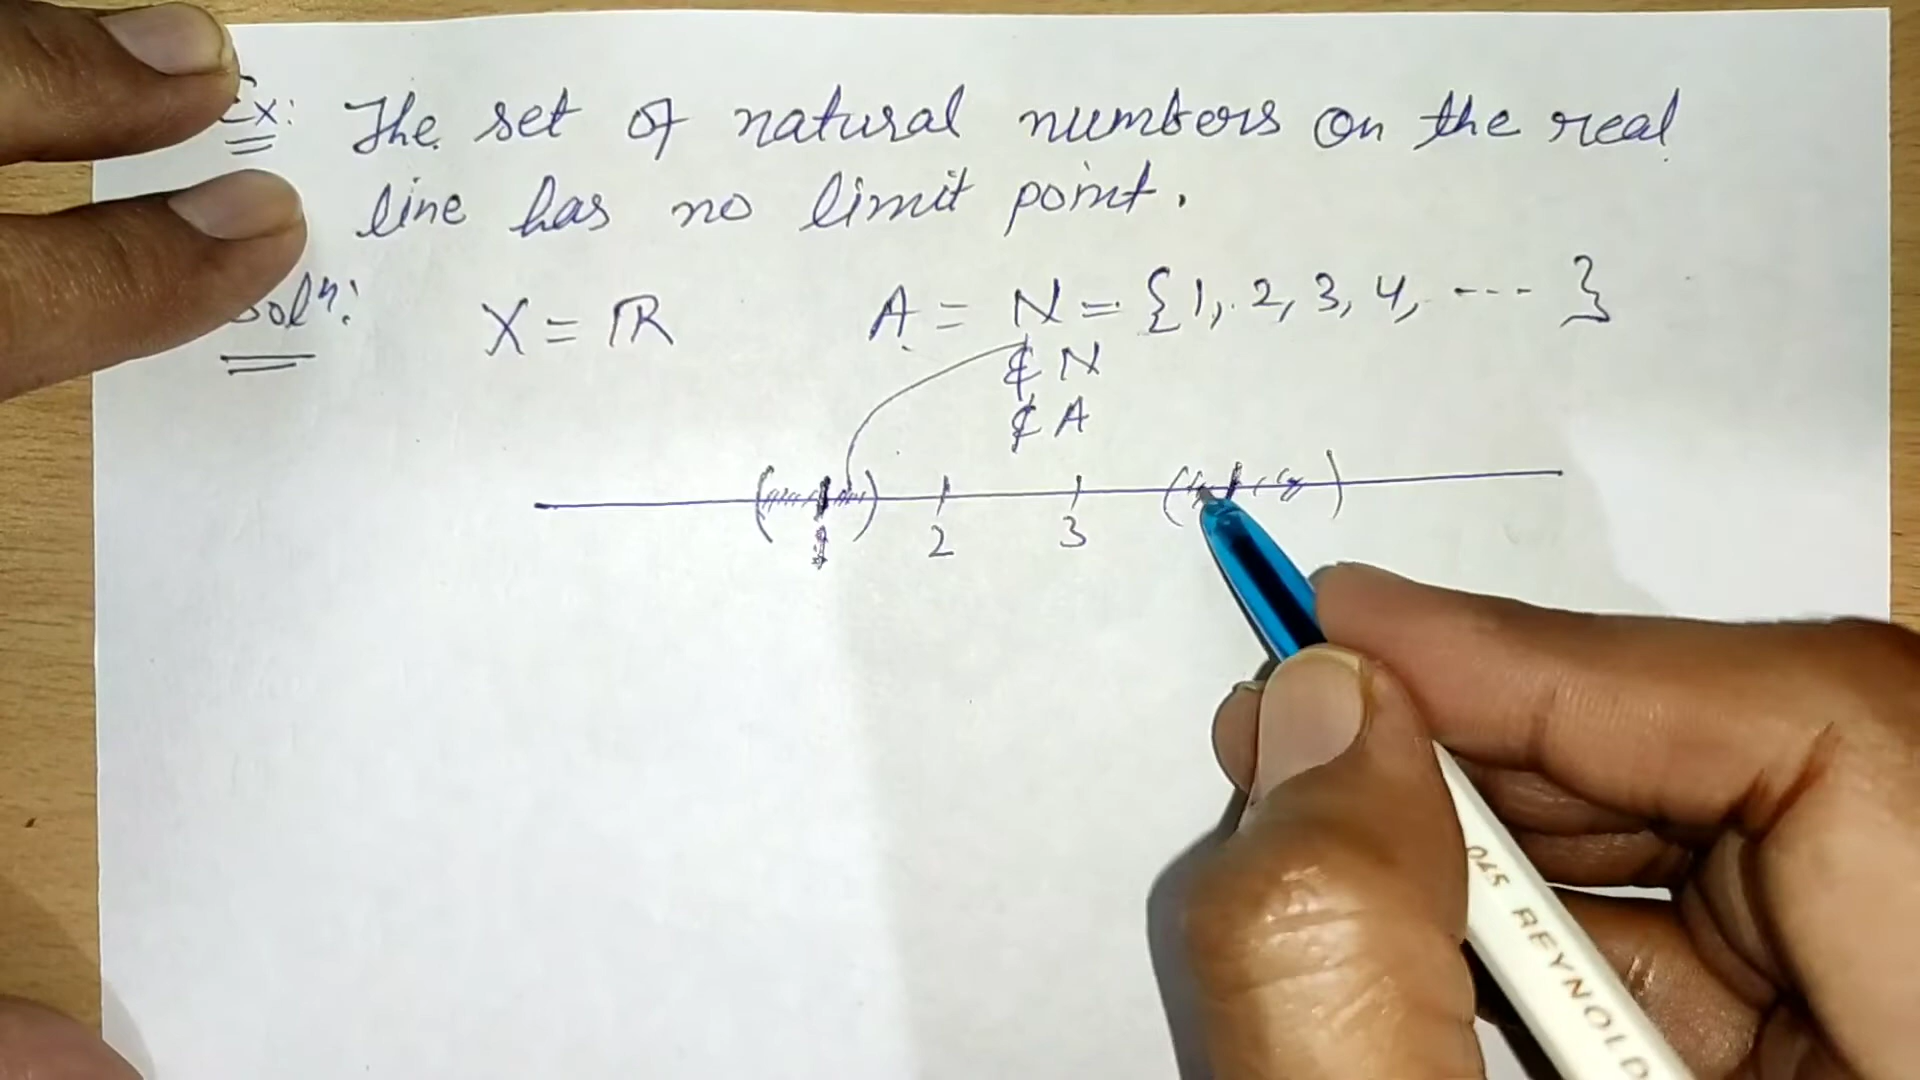 Ex: The set of natural numbers on the real
line has no limit point.
Soln: X = ℝ A = N = {1, 2, 3, 4, ---- }
∉ N
∉ A
( ) ( )
1 2 3
045 REYNOLD